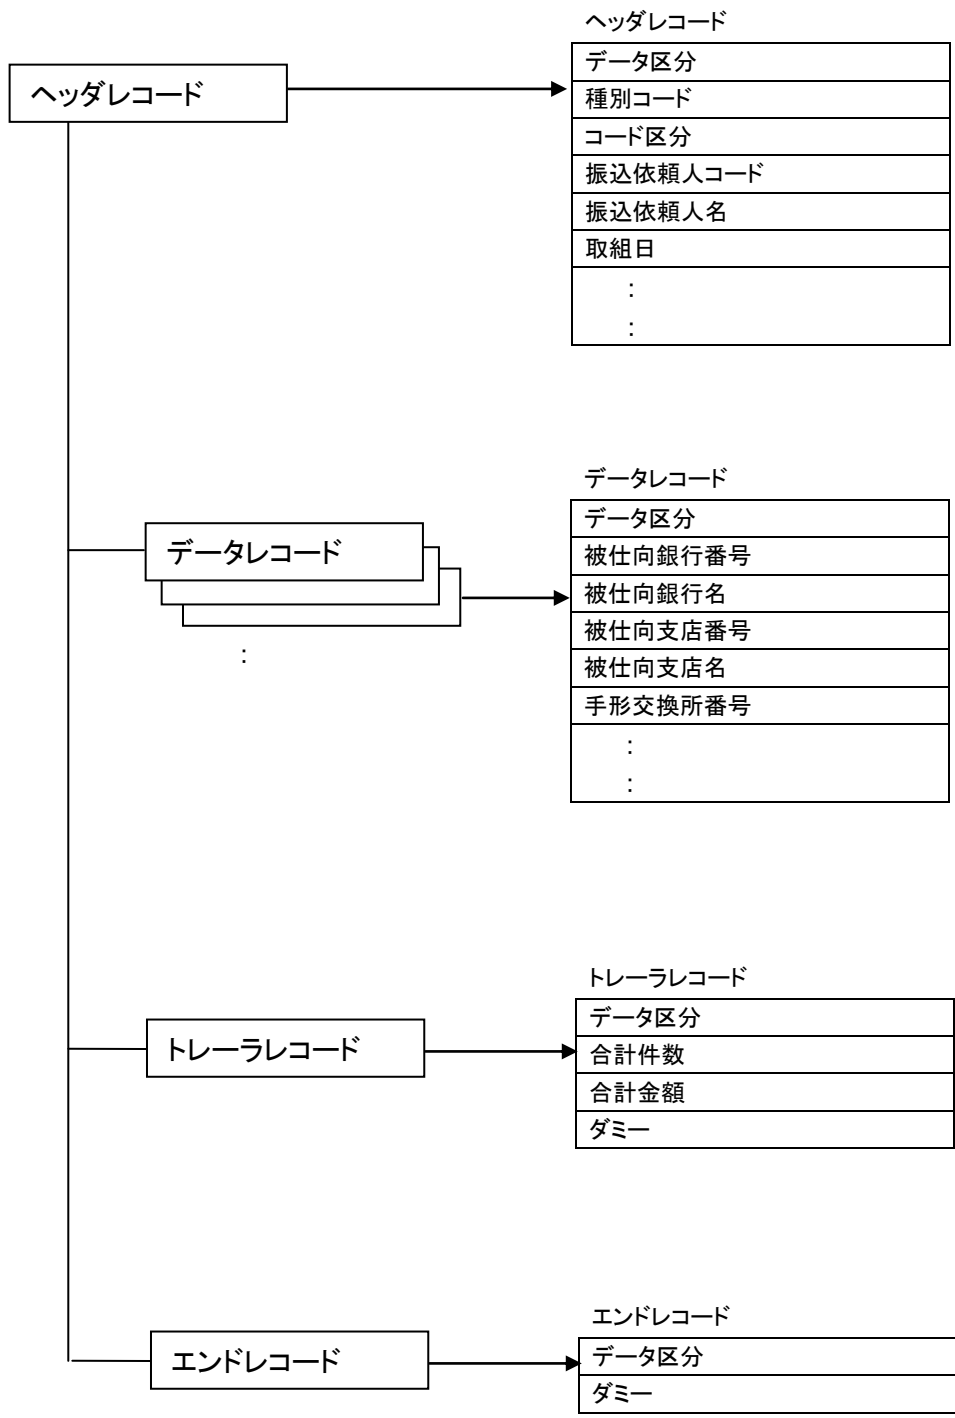 ヘッダレコード
ヘッダレコード
データ区分
種別コード
コード区分
振込依頼人コード
振込依頼人名
取組日
:
:
データレコード
:
データレコード
データ区分
被仕向銀行番号
被仕向銀行名
被仕向支店番号
被仕向支店名
手形交換所番号
:
:
トレーラレコード
トレーラレコード
データ区分
合計件数
合計金額
ダミー
エンドレコード
エンドレコード
データ区分
ダミー